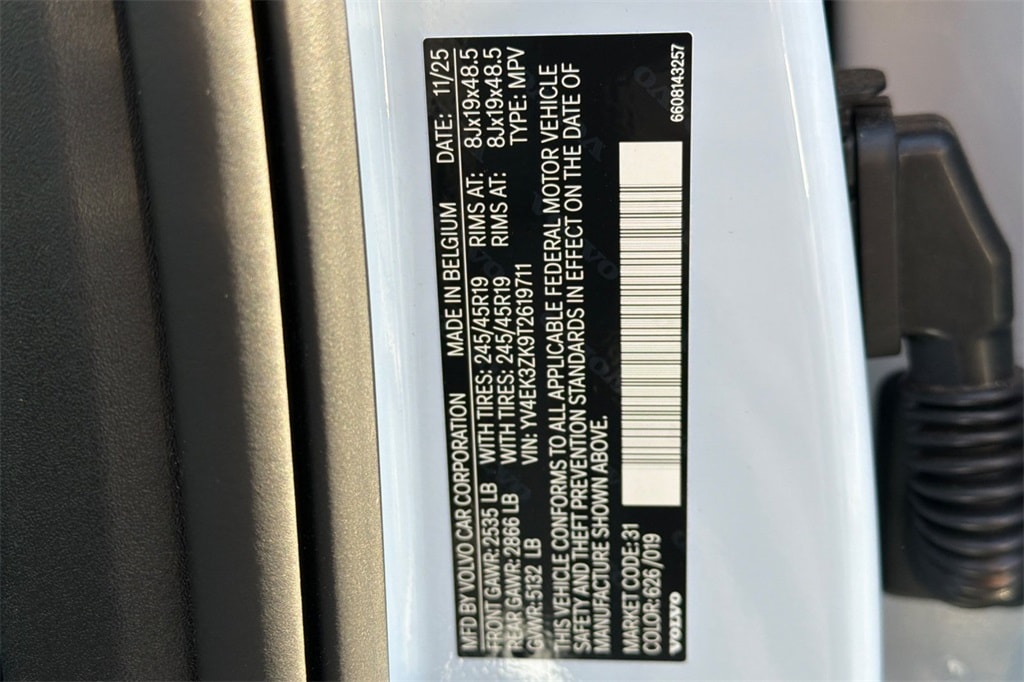 MFD BY VOLVO CAR CORPORATION MADE IN BELGIUM DATE: 11/25
FRONT GAWR: 2535 LB WITH TIRES: 245/45R19 RIMS AT: 8Jx19x48.5
REAR GAWR: 2866 LB WITH TIRES: 245/45R19 RIMS AT: 8Jx19x48.5
GVWR: 5132 LB VIN: YV4EK3ZK9T2619711 TYPE: MPV
THIS VEHICLE CONFORMS TO ALL APPLICABLE FEDERAL MOTOR VEHICLE
SAFETY AND THEFT PREVENTION STANDARDS IN EFFECT ON THE DATE OF
MANUFACTURE SHOWN ABOVE.
MARKET CODE: 31
COLOR: 626/019
VOLVO
6608143257